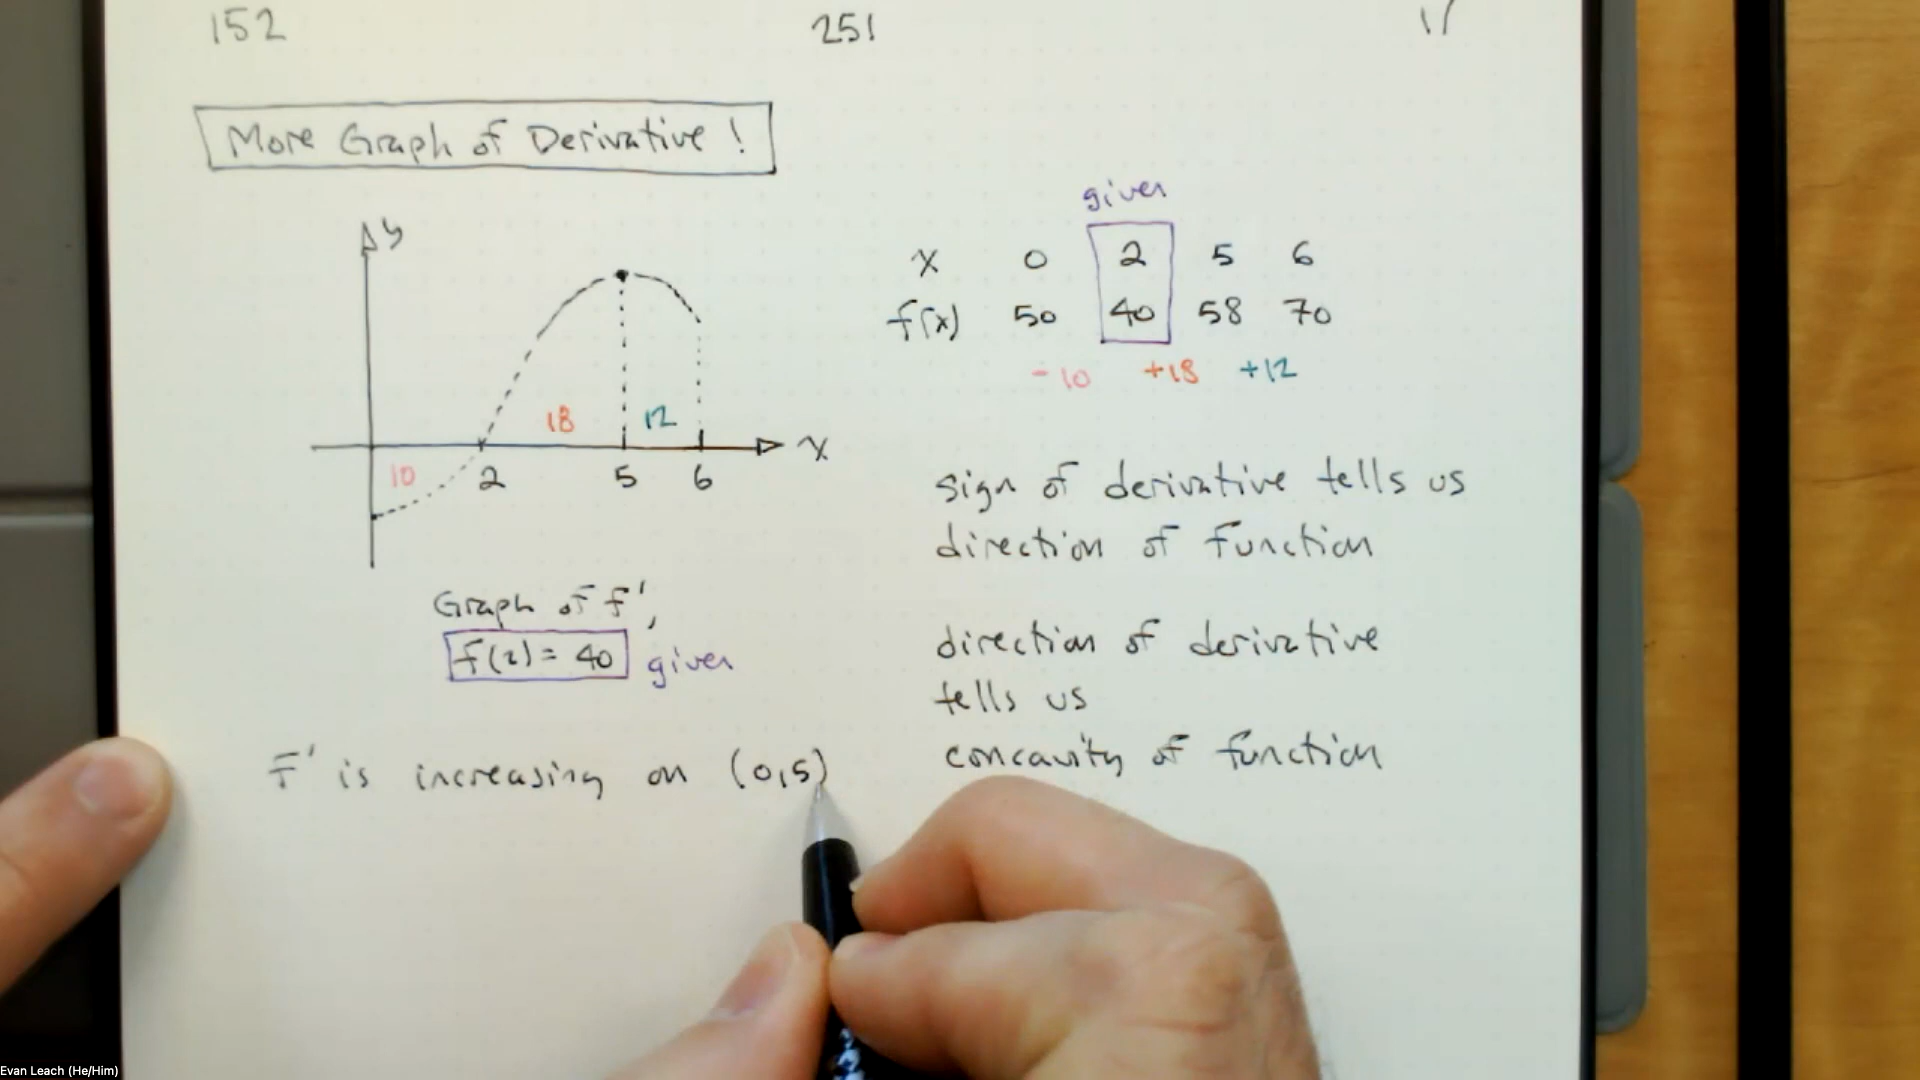 152 251
More Graph of Derivative !
y
18 12
x
10 2 5 6
Graph of f',
f(2) = 40 given
f' is increasing on (0,5)
given
x 0 2 5 6
f(x) 50 40 58 70
-10 +18 +12
sign of derivative tells us
direction of function
direction of derivative
tells us
concavity of function
Evan Leach (He/Him)